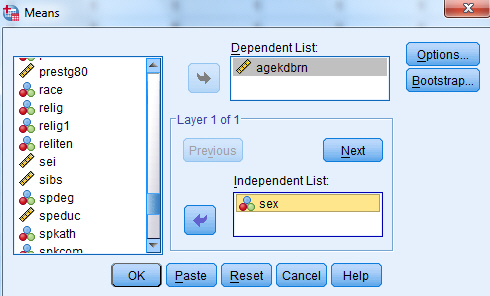 Means
Dependent List:
prestg80
race
relig
relig1
reliten
sei
sibs
spdeg
speduc
spkath
spkcom
agekdbrn
Options...
Bootstrap...
Layer 1 of 1
Previous
Next
Independent List:
sex
OK
Paste
Reset
Cancel
Help